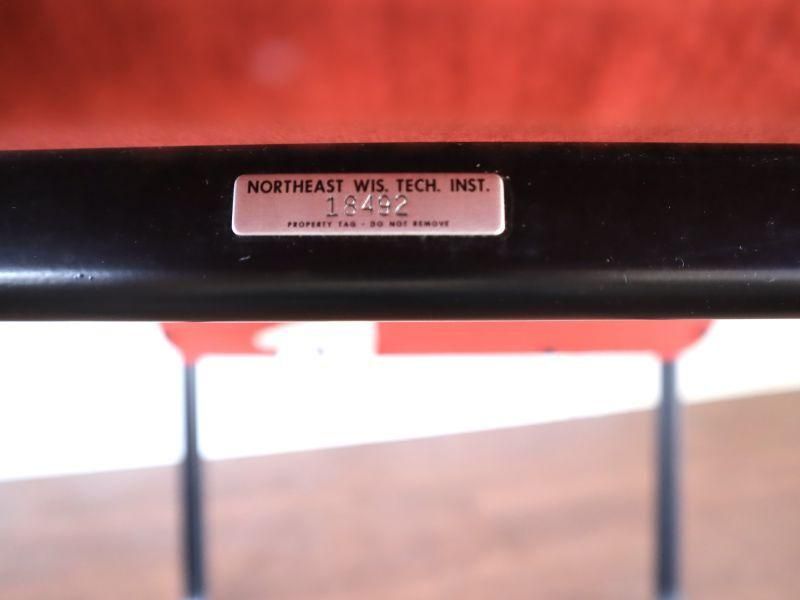 NORTHEAST WIS. TECH. INST.
18492
PROPERTY TAG - DO NOT REMOVE